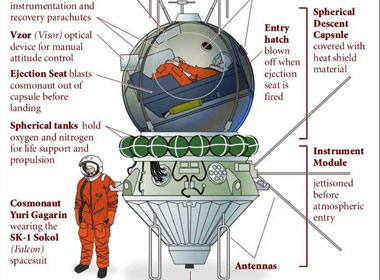 instrumentation and
recovery parachutes
Vzor (Visor) optical
device for manual
attitude control
Ejection Seat blasts
cosmonaut out of
capsule before
landing
Spherical tanks hold
oxygen and nitrogen
for life support and
propulsion
Cosmonaut
Yuri Gagarin
wearing the
SK-1 Sokol
(Falcon)
spacesuit
Entry
hatch
blown
off when
ejection
seat is
fired
Spherical
Descent
Capsule
covered with
heat shield
material
Instrument
Module
jettisoned
before
atmospheric
entry
Antennas